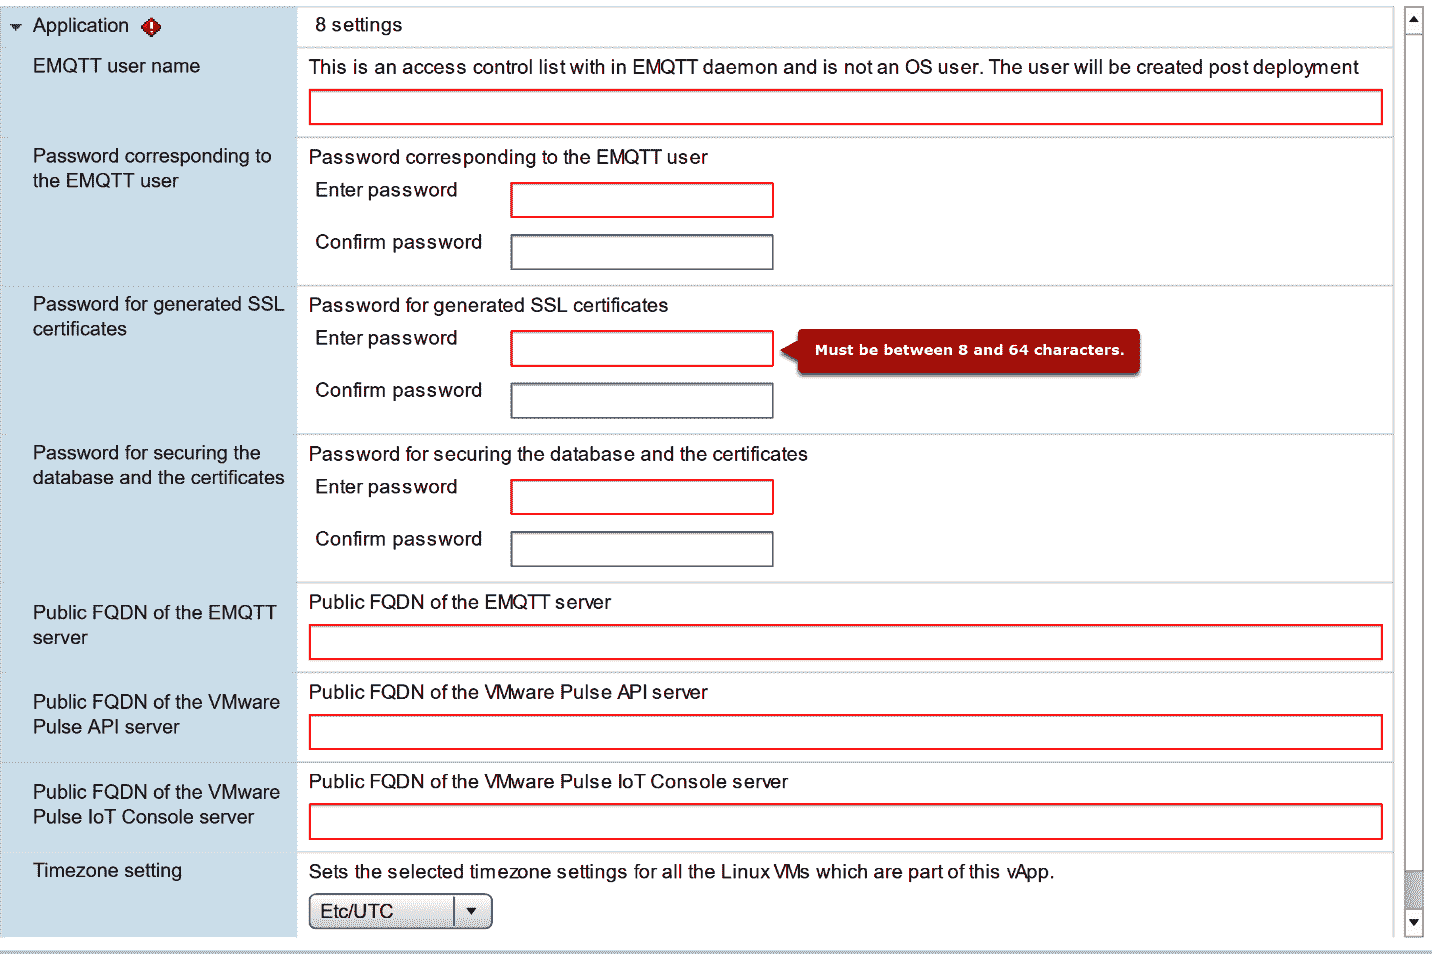 Application
8 settings
EMQTT user name
This is an access control list with in EMQTT daemon and is not an OS user. The user will be created post deployment
Password corresponding to
the EMQTT user
Password corresponding to the EMQTT user
Enter password
Confirm password
Password for generated SSL
certificates
Password for generated SSL certificates
Enter password
Must be between 8 and 64 characters.
Confirm password
Password for securing the
database and the certificates
Password for securing the database and the certificates
Enter password
Confirm password
Public FQDN of the EMQTT
server
Public FQDN of the EMQTT server
Public FQDN of the VMware
Pulse API server
Public FQDN of the VMware Pulse API server
Public FQDN of the VMware
Pulse IoT Console server
Public FQDN of the VMware Pulse IoT Console server
Timezone setting
Sets the selected timezone settings for all the Linux VMs which are part of this vApp.
Etc/UTC